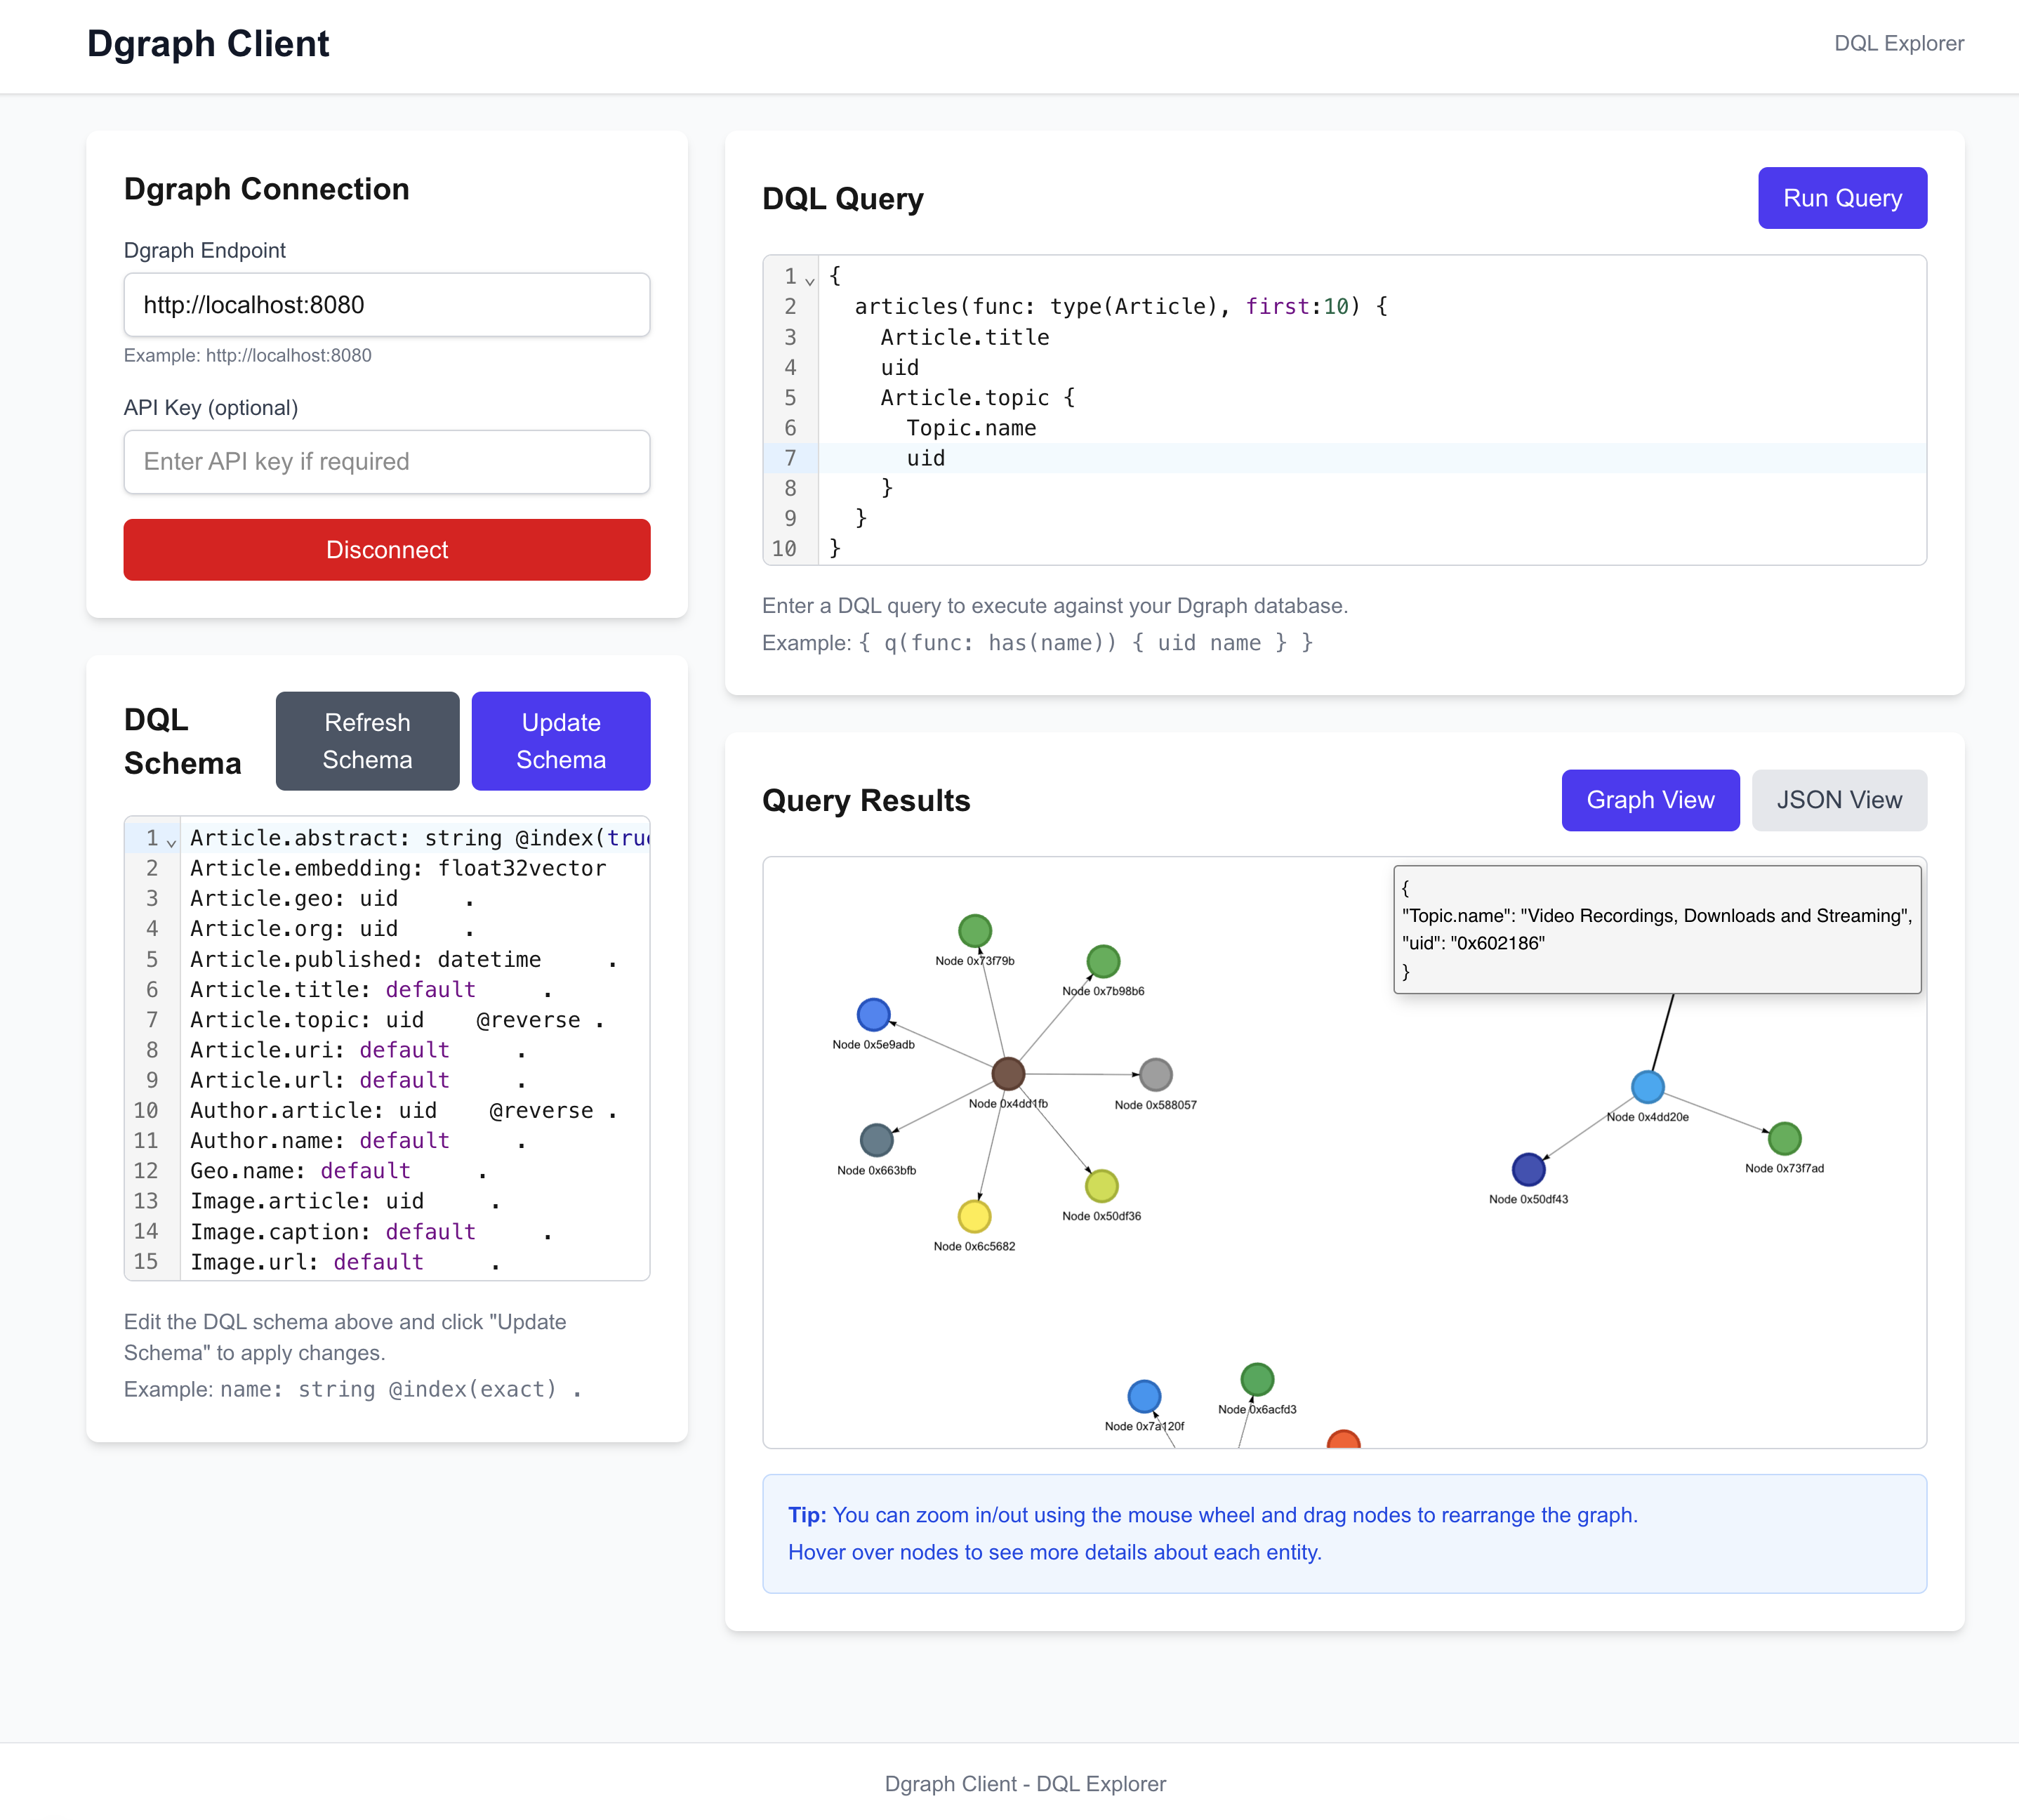 Dgraph Client
DQL Explorer
Dgraph Connection
Dgraph Endpoint
http://localhost:8080
Example: http://localhost:8080
API Key (optional)
Enter API key if required
Disconnect
DQL
Schema
Refresh
Schema
Update
Schema
1 Article.abstract: string @index(true
2 Article.embedding: float32vector
3 Article.geo: uid .
4 Article.org: uid .
5 Article.published: datetime .
6 Article.title: default .
7 Article.topic: uid @reverse .
8 Article.uri: default .
9 Article.url: default .
10 Author.article: uid @reverse .
11 Author.name: default .
12 Geo.name: default .
13 Image.article: uid .
14 Image.caption: default .
15 Image.url: default .
Edit the DQL schema above and click "Update
Schema" to apply changes.
Example: name: string @index(exact) .
DQL Query
Run Query
1 {
2 articles(func: type(Article), first:10) {
3 Article.title
4 uid
5 Article.topic {
6 Topic.name
7 uid
8 }
9 }
10 }
Enter a DQL query to execute against your Dgraph database.
Example: { q(func: has(name)) { uid name } }
Query Results
Graph View
JSON View
{
"Topic.name": "Video Recordings, Downloads and Streaming",
"uid": "0x602186"
}
Node 0x73f79b
Node 0x7b98b6
Node 0x5e9adb
Node 0x4dd1fb
Node 0x588057
Node 0x663bfb
Node 0x50df36
Node 0x6c5682
Node 0x4dd20e
Node 0x73f7ad
Node 0x50df43
Node 0x6acfd3
Node 0x7a120f
Tip: You can zoom in/out using the mouse wheel and drag nodes to rearrange the graph.
Hover over nodes to see more details about each entity.
Dgraph Client - DQL Explorer